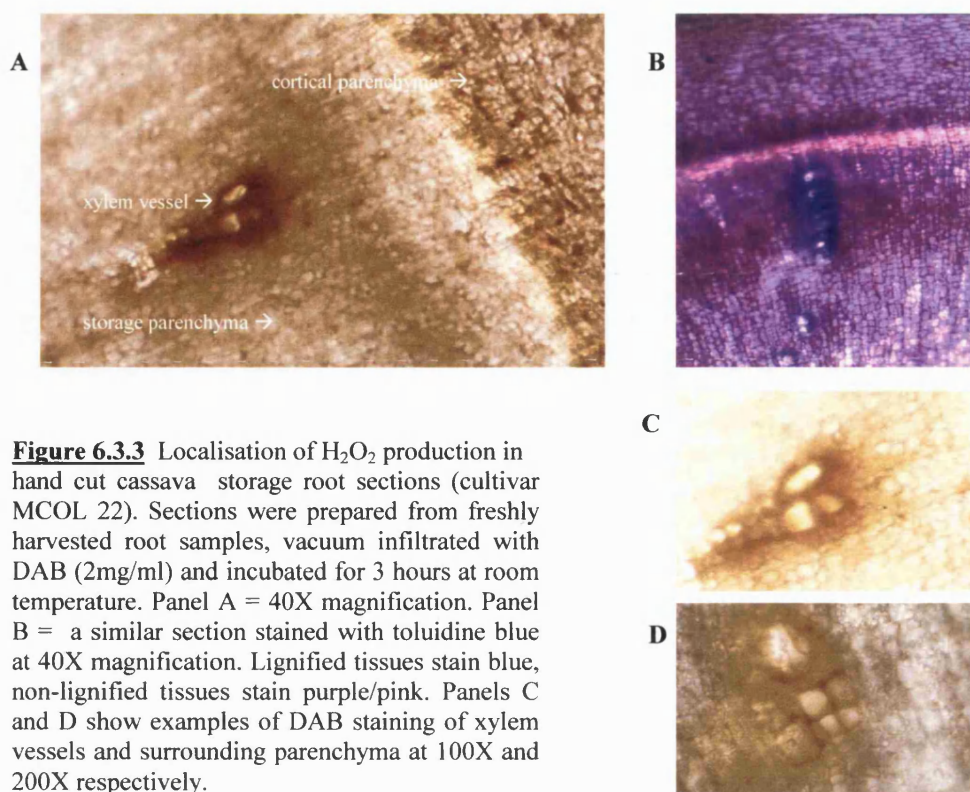 A
cortical parenchyma →
xylem vessel →
storage parenchyma →
B
C
Figure 6.3.3 Localisation of H₂O₂ production in
hand cut cassava storage root sections (cultivar
MCOL 22). Sections were prepared from freshly
harvested root samples, vacuum infiltrated with
DAB (2mg/ml) and incubated for 3 hours at room
temperature. Panel A = 40X magnification. Panel
B = a similar section stained with toluidine blue
at 40X magnification. Lignified tissues stain blue,
non-lignified tissues stain purple/pink. Panels C
and D show examples of DAB staining of xylem
vessels and surrounding parenchyma at 100X and
200X respectively.
D